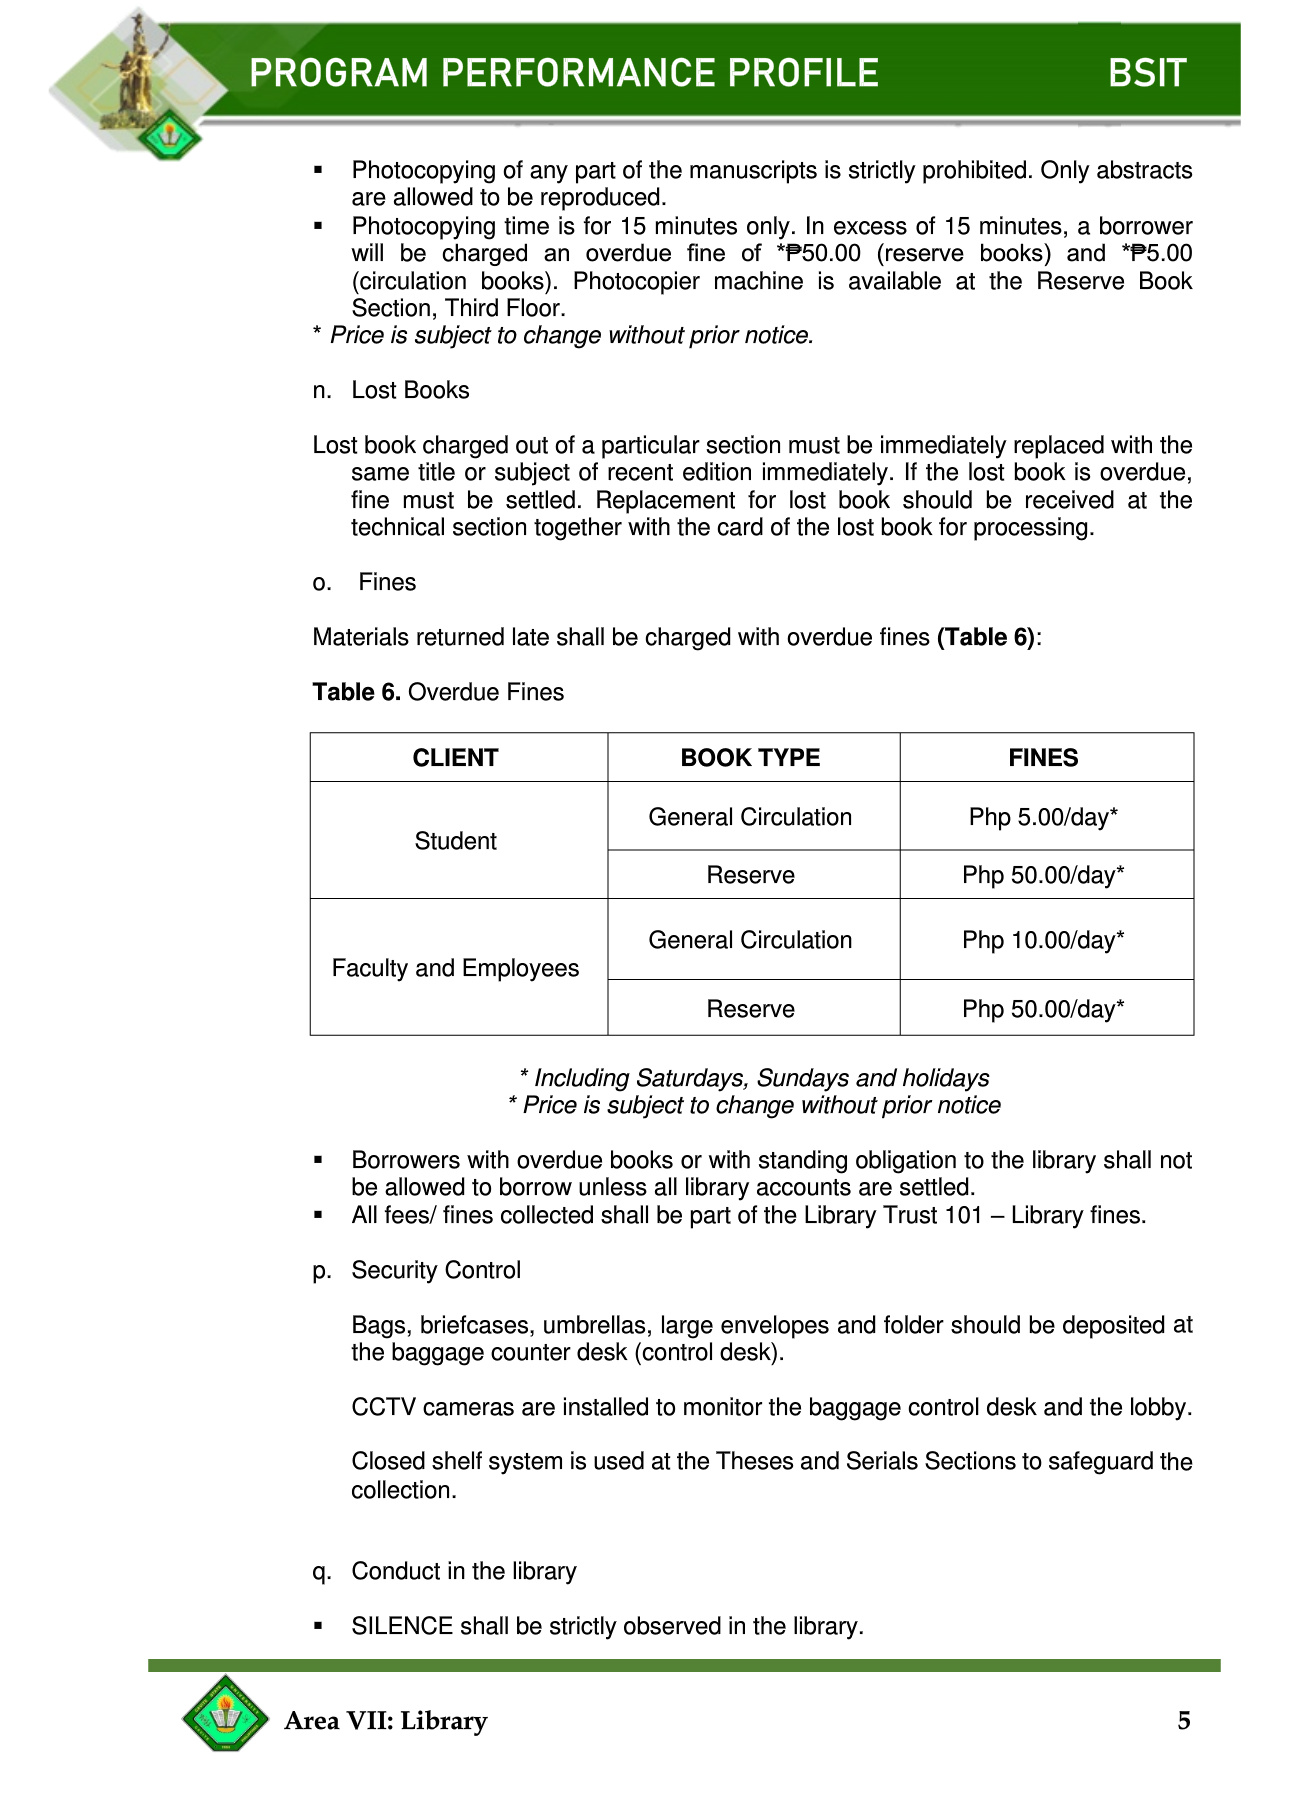 PROGRAM PERFORMANCE PROFILE BSIT
▪ Photocopying of any part of the manuscripts is strictly prohibited. Only abstracts
are allowed to be reproduced.
▪ Photocopying time is for 15 minutes only. In excess of 15 minutes, a borrower
will be charged an overdue fine of *₱50.00 (reserve books) and *₱5.00
(circulation books). Photocopier machine is available at the Reserve Book
Section, Third Floor.
* Price is subject to change without prior notice.
n. Lost Books
Lost book charged out of a particular section must be immediately replaced with the
same title or subject of recent edition immediately. If the lost book is overdue,
fine must be settled. Replacement for lost book should be received at the
technical section together with the card of the lost book for processing.
o. Fines
Materials returned late shall be charged with overdue fines (Table 6):
Table 6. Overdue Fines
CLIENT BOOK TYPE FINES
Student
General Circulation Php 5.00/day*
Reserve Php 50.00/day*
Faculty and Employees
General Circulation Php 10.00/day*
Reserve Php 50.00/day*
* Including Saturdays, Sundays and holidays
* Price is subject to change without prior notice
▪ Borrowers with overdue books or with standing obligation to the library shall not
be allowed to borrow unless all library accounts are settled.
▪ All fees/ fines collected shall be part of the Library Trust 101 – Library fines.
p. Security Control
Bags, briefcases, umbrellas, large envelopes and folder should be deposited at
the baggage counter desk (control desk).
CCTV cameras are installed to monitor the baggage control desk and the lobby.
Closed shelf system is used at the Theses and Serials Sections to safeguard the
collection.
q. Conduct in the library
▪ SILENCE shall be strictly observed in the library.
Area VII: Library 5